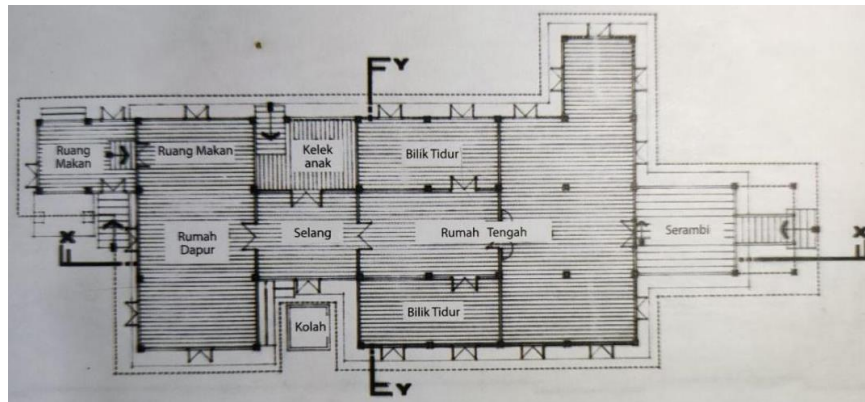 Y
Ruang
Makan
Ruang Makan
Kelek
anak
Bilik Tidur
X
Rumah
Dapur
Selang
Rumah Tengah
Serambi
X
Kolah
Bilik Tidur
Y